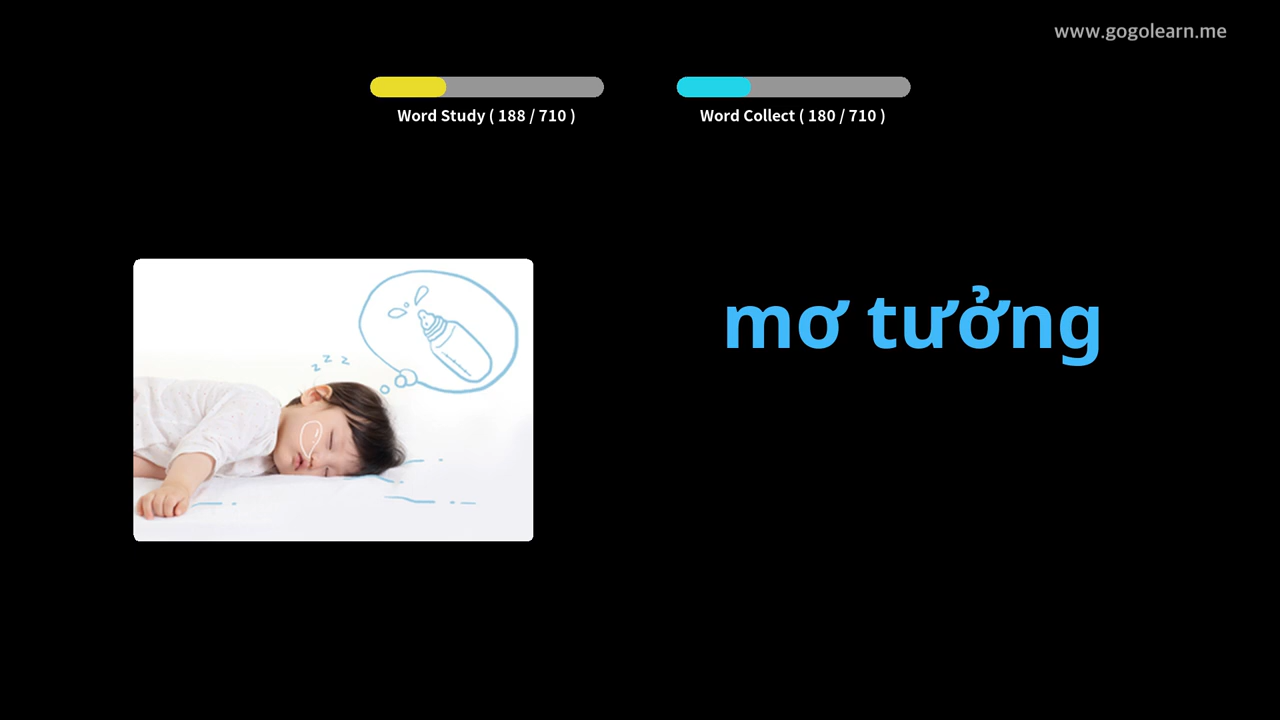 www.gogolearn.me
Word Study ( 188 / 710 )
Word Collect ( 180 / 710 )
z z z
mơ tưởng